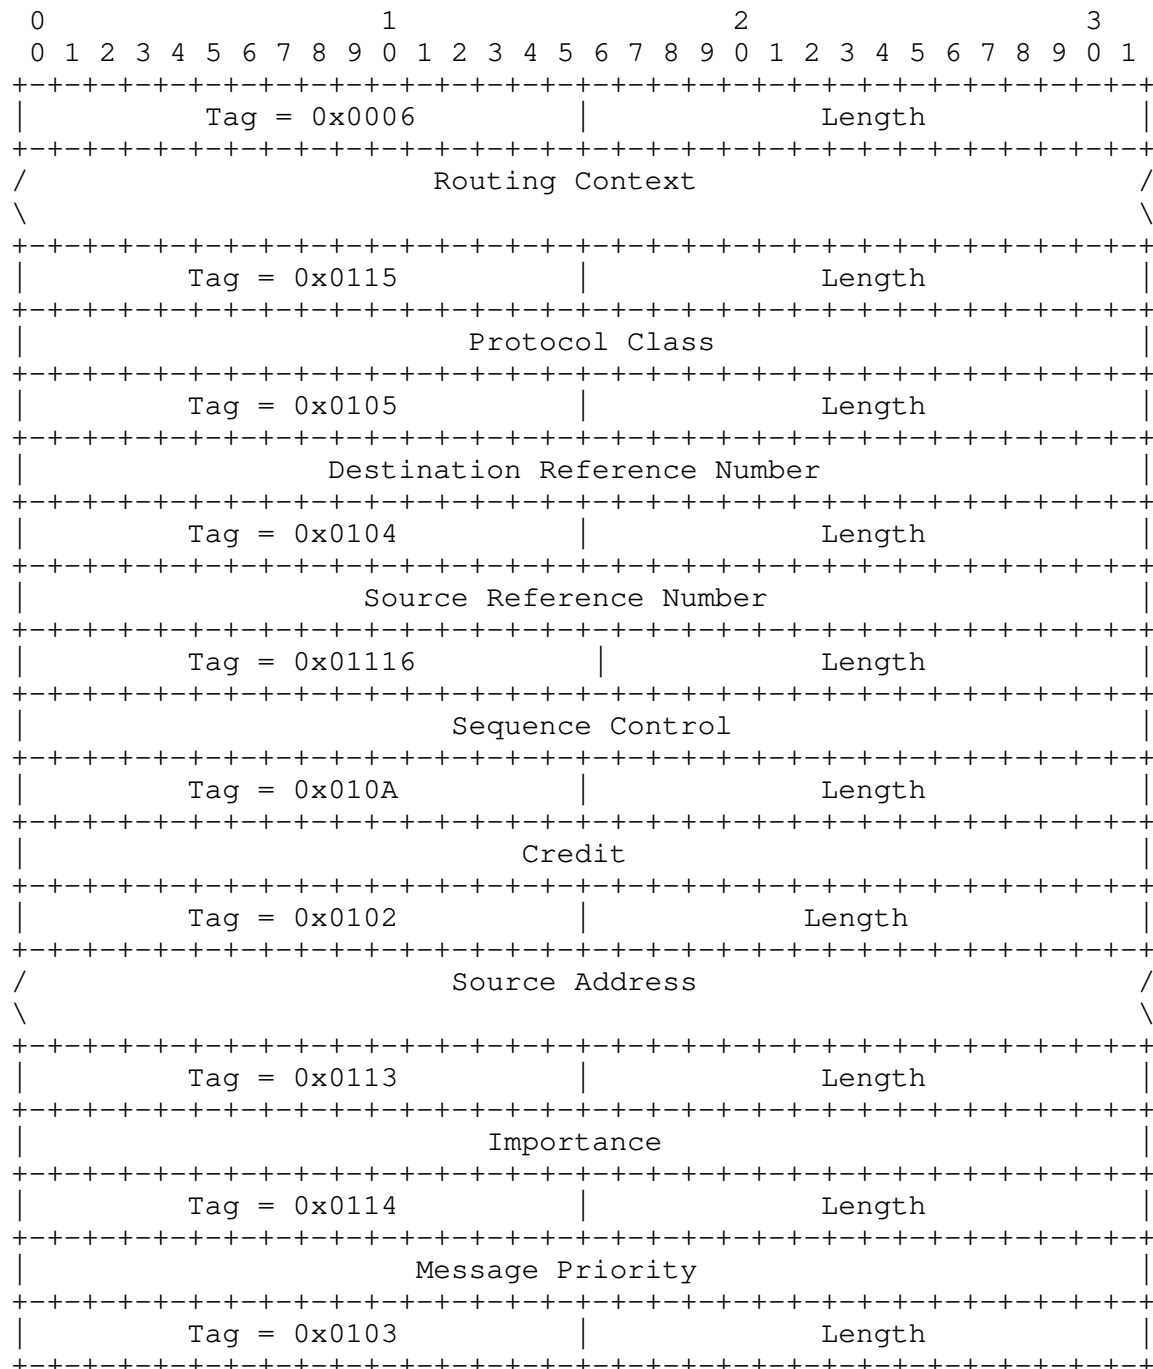 0                   1                   2                   3
0 1 2 3 4 5 6 7 8 9 0 1 2 3 4 5 6 7 8 9 0 1 2 3 4 5 6 7 8 9 0 1
+-+-+-+-+-+-+-+-+-+-+-+-+-+-+-+-+-+-+-+-+-+-+-+-+-+-+-+-+-+-+-+-+
|          Tag = 0x0006         |             Length            |
+-+-+-+-+-+-+-+-+-+-+-+-+-+-+-+-+-+-+-+-+-+-+-+-+-+-+-+-+-+-+-+-+
/                       Routing Context                         /
\                                                               \
+-+-+-+-+-+-+-+-+-+-+-+-+-+-+-+-+-+-+-+-+-+-+-+-+-+-+-+-+-+-+-+-+
|         Tag = 0x0115          |             Length            |
+-+-+-+-+-+-+-+-+-+-+-+-+-+-+-+-+-+-+-+-+-+-+-+-+-+-+-+-+-+-+-+-+
|                         Protocol Class                        |
+-+-+-+-+-+-+-+-+-+-+-+-+-+-+-+-+-+-+-+-+-+-+-+-+-+-+-+-+-+-+-+-+
|         Tag = 0x0105          |             Length            |
+-+-+-+-+-+-+-+-+-+-+-+-+-+-+-+-+-+-+-+-+-+-+-+-+-+-+-+-+-+-+-+-+
|                 Destination Reference Number                  |
+-+-+-+-+-+-+-+-+-+-+-+-+-+-+-+-+-+-+-+-+-+-+-+-+-+-+-+-+-+-+-+-+
|         Tag = 0x0104          |             Length            |
+-+-+-+-+-+-+-+-+-+-+-+-+-+-+-+-+-+-+-+-+-+-+-+-+-+-+-+-+-+-+-+-+
|                   Source Reference Number                     |
+-+-+-+-+-+-+-+-+-+-+-+-+-+-+-+-+-+-+-+-+-+-+-+-+-+-+-+-+-+-+-+-+
|         Tag = 0x01116          |            Length            |
+-+-+-+-+-+-+-+-+-+-+-+-+-+-+-+-+-+-+-+-+-+-+-+-+-+-+-+-+-+-+-+-+
|                        Sequence Control                       |
+-+-+-+-+-+-+-+-+-+-+-+-+-+-+-+-+-+-+-+-+-+-+-+-+-+-+-+-+-+-+-+-+
|         Tag = 0x010A          |             Length            |
+-+-+-+-+-+-+-+-+-+-+-+-+-+-+-+-+-+-+-+-+-+-+-+-+-+-+-+-+-+-+-+-+
|                            Credit                             |
+-+-+-+-+-+-+-+-+-+-+-+-+-+-+-+-+-+-+-+-+-+-+-+-+-+-+-+-+-+-+-+-+
|         Tag = 0x0102          |            Length             |
+-+-+-+-+-+-+-+-+-+-+-+-+-+-+-+-+-+-+-+-+-+-+-+-+-+-+-+-+-+-+-+-+
/                        Source Address                         /
\                                                               \
+-+-+-+-+-+-+-+-+-+-+-+-+-+-+-+-+-+-+-+-+-+-+-+-+-+-+-+-+-+-+-+-+
|         Tag = 0x0113          |             Length            |
+-+-+-+-+-+-+-+-+-+-+-+-+-+-+-+-+-+-+-+-+-+-+-+-+-+-+-+-+-+-+-+-+
|                          Importance                           |
+-+-+-+-+-+-+-+-+-+-+-+-+-+-+-+-+-+-+-+-+-+-+-+-+-+-+-+-+-+-+-+-+
|         Tag = 0x0114          |             Length            |
+-+-+-+-+-+-+-+-+-+-+-+-+-+-+-+-+-+-+-+-+-+-+-+-+-+-+-+-+-+-+-+-+
|                      Message Priority                         |
+-+-+-+-+-+-+-+-+-+-+-+-+-+-+-+-+-+-+-+-+-+-+-+-+-+-+-+-+-+-+-+-+
|         Tag = 0x0103          |             Length            |
+-+-+-+-+-+-+-+-+-+-+-+-+-+-+-+-+-+-+-+-+-+-+-+-+-+-+-+-+-+-+-+-+